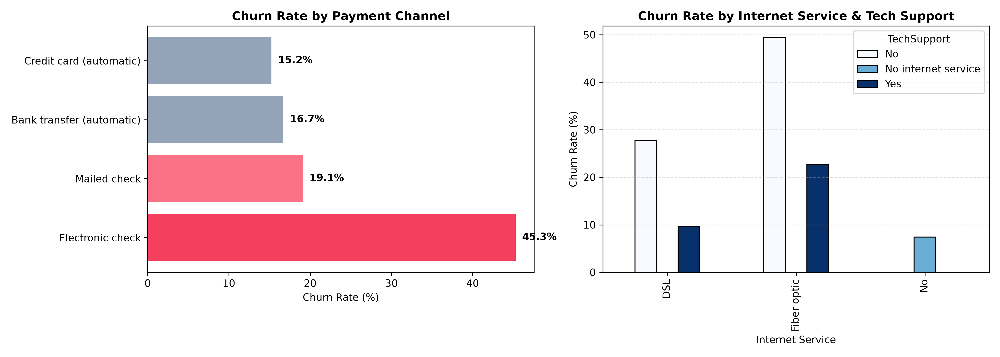 Churn Rate by Payment Channel
Credit card (automatic)
15.2%
Bank transfer (automatic)
16.7%
Mailed check
19.1%
Electronic check
45.3%
0 10 20 30 40
Churn Rate (%)
Churn Rate by Internet Service & Tech Support
TechSupport
No
No internet service
Yes
Churn Rate (%)
50
40
30
20
10
0
DSL
Fiber optic
No
Internet Service